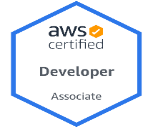 aws
certified
Developer
Associate